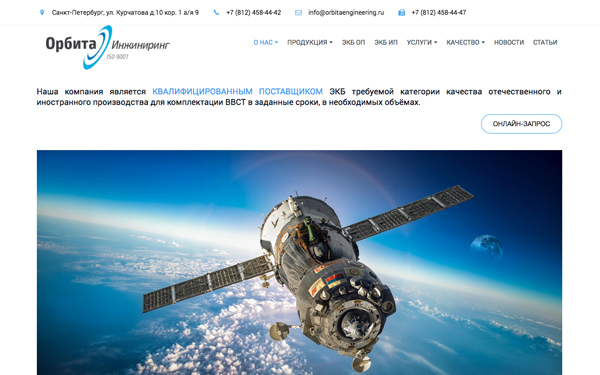 Санкт-Петербург, ул. Курчатова д.10 кор. 1 а/я 9
+7 (812) 458-44-42
info@orbitaengineering.ru
+7 (812) 458-44-47
Орбита Инжиниринг
ISO 9001
О НАС ПРОДУКЦИЯ ЭКБ ОП ЭКБ ИП УСЛУГИ КАЧЕСТВО НОВОСТИ СТАТЬИ
Наша компания является КВАЛИФИЦИРОВАННЫМ ПОСТАВЩИКОМ ЭКБ требуемой категории качества отечественного и
иностранного производства для комплектации ВВСТ в заданные сроки, в необходимых объёмах.
ОНЛАЙН-ЗАПРОС